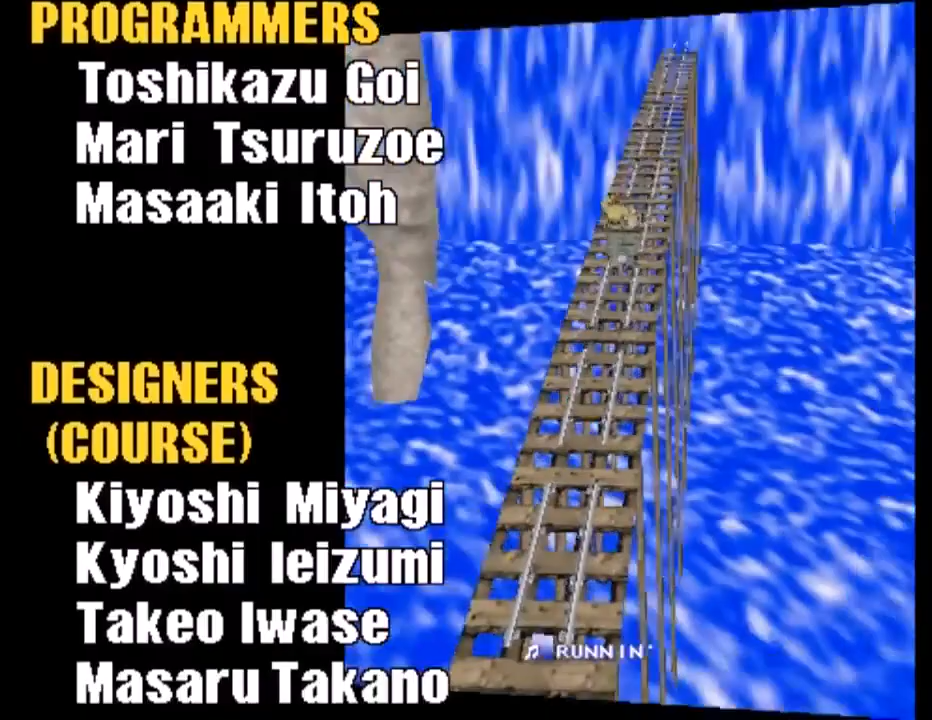 PROGRAMMERS
Toshikazu Goi
Mari Tsuruzoe
Masaaki Itoh
DESIGNERS
(COURSE)
Kiyoshi Miyagi
Kyoshi Ieizumi
Takeo Iwase
Masaru Takano
♫ RUNNIN'